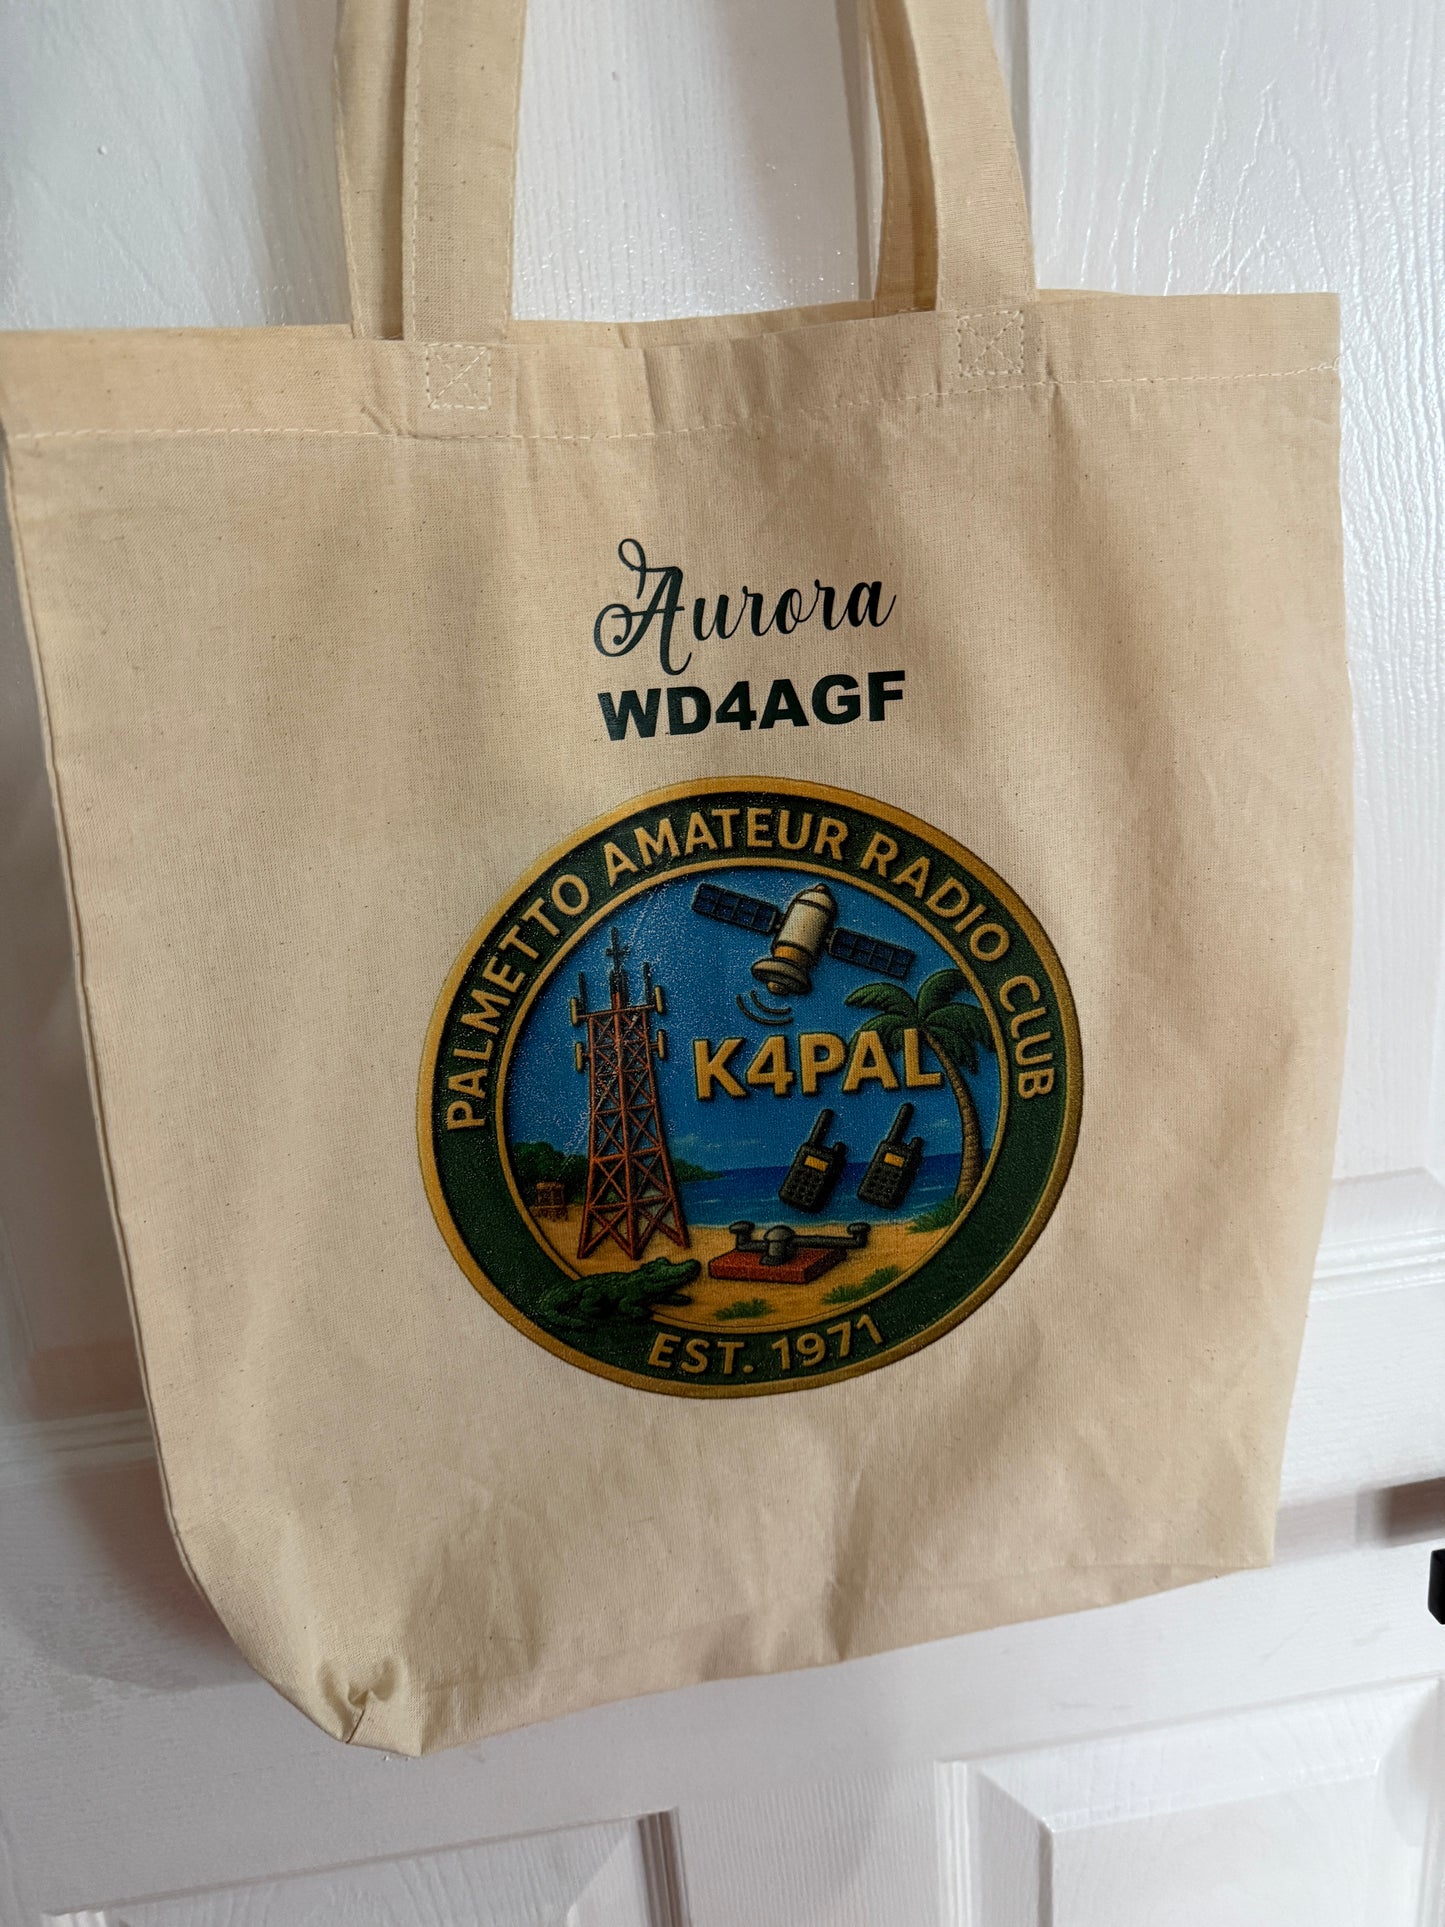 Aurora
WD4AGF
PALMETTO AMATEUR RADIO CLUB
K4PAL
EST. 1971